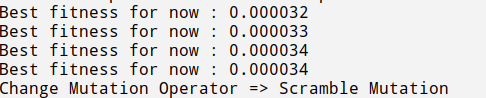 Best fitness for now : 0.000032
Best fitness for now : 0.000033
Best fitness for now : 0.000034
Best fitness for now : 0.000034
Change Mutation Operator => Scramble Mutation